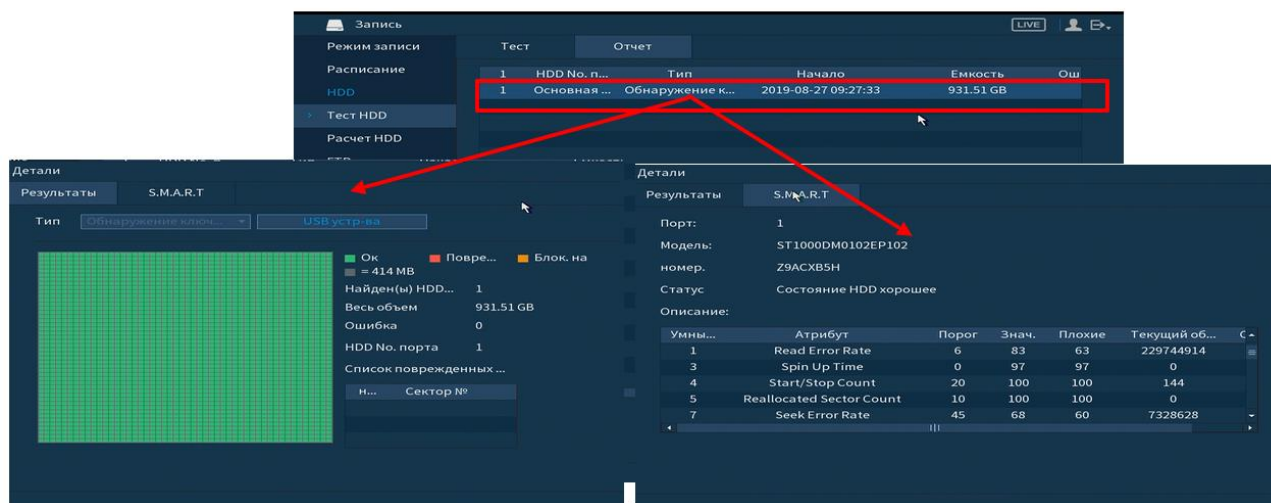 Запись
LIVE
Режим записи
Тест Отчет
Расписание
1 HDD No. п... Тип Начало Емкость Ош
HDD
1 Основная ... Обнаружение к... 2019-08-27 09:27:33 931.51 GB
Тест HDD
Расчет HDD
Детали
Результаты S.M.A.R.T
Тип Обнаружение ключ... USB устр-ва
Ок Повре... Блок. на
= 414 MB
Найден(ы) HDD... 1
Весь объем 931.51 GB
Ошибка 0
HDD No. порта 1
Список поврежденных ...
н... Сектор №
Детали
Результаты S.M.A.R.T
Порт: 1
Модель: ST1000DM0102EP102
номер. Z9ACXB5H
Статус Состояние HDD хорошее
Описание:
Умны... Атрибут Порог Знач. Плохие Текущий об...
1 Read Error Rate 6 83 63 229744914
3 Spin Up Time 0 97 97 0
4 Start/Stop Count 20 100 100 144
5 Reallocated Sector Count 10 100 100 0
7 Seek Error Rate 45 68 60 7328628